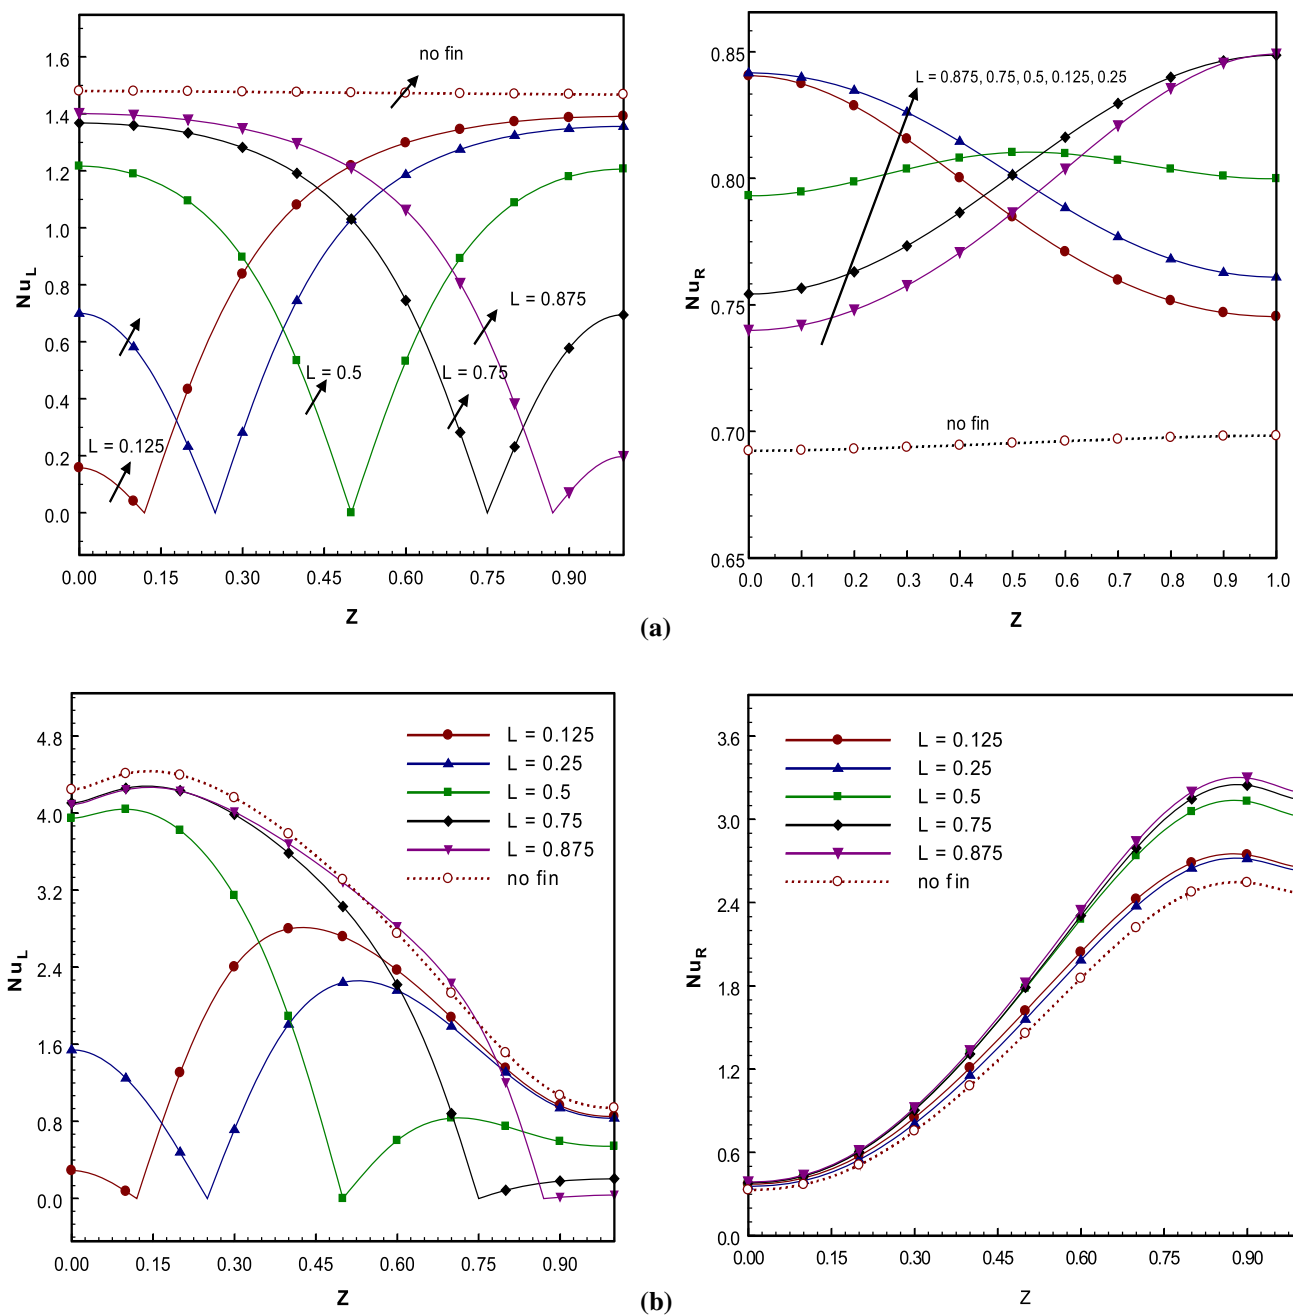 1.6
1.4
1.2
1.0
0.8
0.6
0.4
0.2
0.0
Nu_L
no fin
L = 0.875
L = 0.5
L = 0.75
L = 0.125
0.00 0.15 0.30 0.45 0.60 0.75 0.90
Z
0.85
0.80
0.75
0.70
0.65
Nu_R
L = 0.875, 0.75, 0.5, 0.125, 0.25
no fin
0.0 0.1 0.2 0.3 0.4 0.5 0.6 0.7 0.8 0.9 1.0
Z
(a)
4.8
4.0
3.2
2.4
1.6
0.8
0.0
Nu_L
L = 0.125
L = 0.25
L = 0.5
L = 0.75
L = 0.875
no fin
0.00 0.15 0.30 0.45 0.60 0.75 0.90
Z
3.6
3.0
2.4
1.8
1.2
0.6
0.0
Nu_R
L = 0.125
L = 0.25
L = 0.5
L = 0.75
L = 0.875
no fin
0.00 0.15 0.30 0.45 0.60 0.75 0.90
Z
(b)